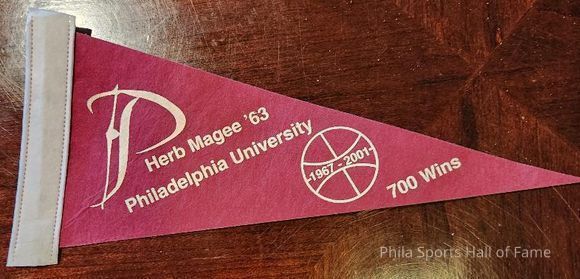 P
Herb Magee '63
Philadelphia University
-1967 - 2001-
700 Wins
Phila Sports Hall of Fame